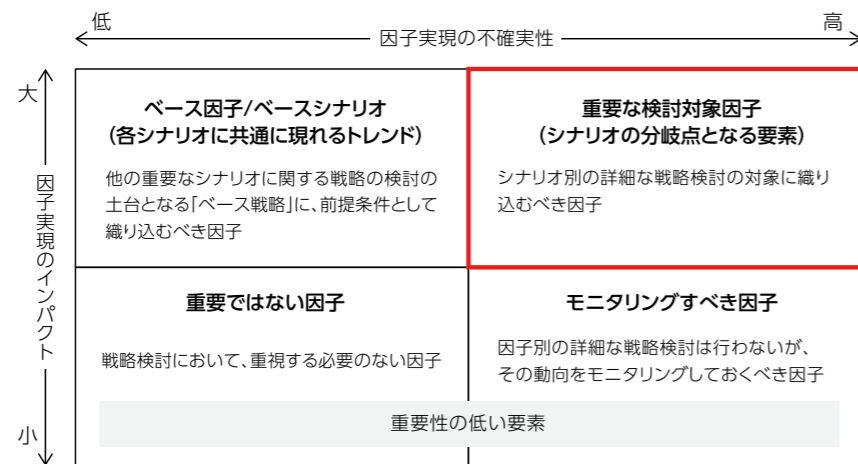 低
因子実現の不確実性
高
大
因子実現のインパクト
小
ベース因子/ベースシナリオ
(各シナリオに共通に現れるトレンド)
他の重要なシナリオに関する戦略の検討の
土台となる「ベース戦略」に、前提条件として
織り込むべき因子
重要な検討対象因子
(シナリオの分岐点となる要素)
シナリオ別の詳細な戦略検討の対象に織り
込むべき因子
重要ではない因子
戦略検討において、重視する必要のない因子
モニタリングすべき因子
因子別の詳細な戦略検討は行わないが、
その動向をモニタリングしておくべき因子
重要性の低い要素